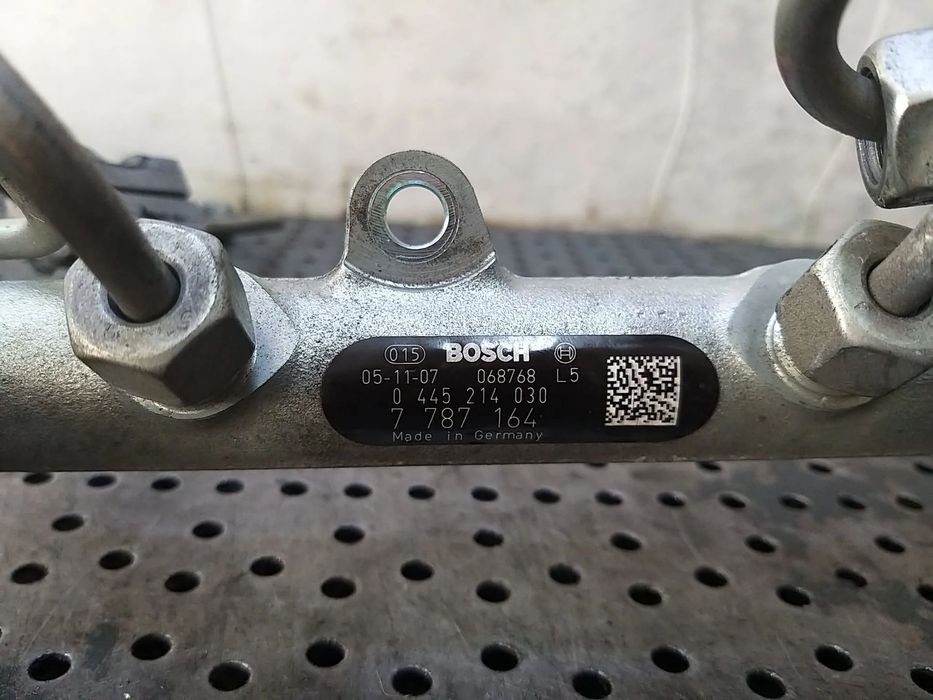 015 BOSCH
05-11-07 068768 L5
0 445 214 030
7 787 164
Made in Germany